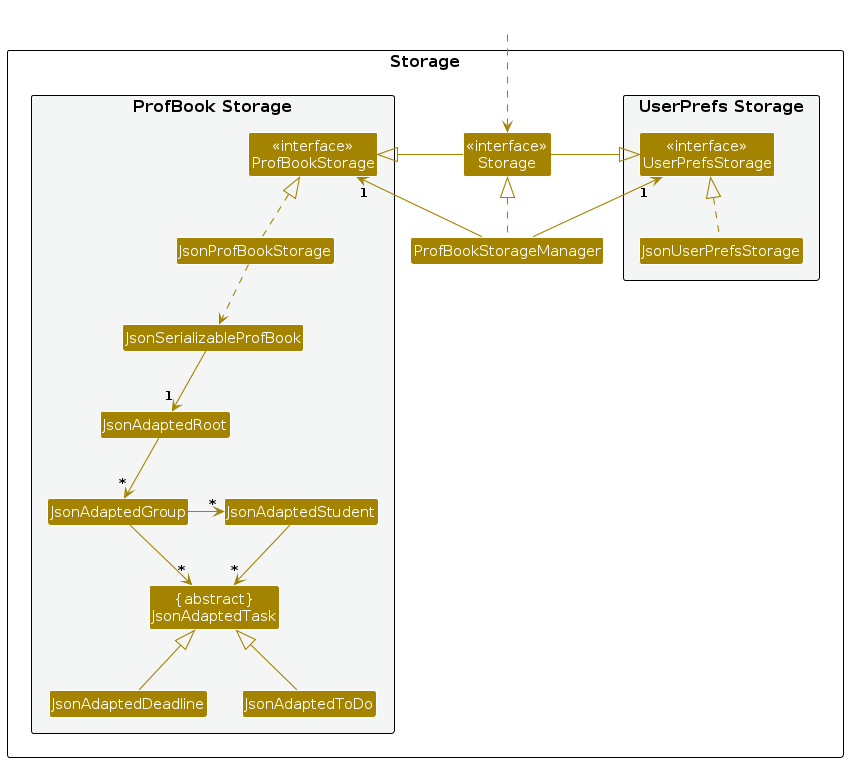 Storage
ProfBook Storage
UserPrefs Storage
«interface»
ProfBookStorage
«interface»
Storage
«interface»
UserPrefsStorage
1
1
JsonProfBookStorage
ProfBookStorageManager
JsonUserPrefsStorage
JsonSerializableProfBook
1
JsonAdaptedRoot
*
JsonAdaptedGroup
*
JsonAdaptedStudent
*
*
{abstract}
JsonAdaptedTask
JsonAdaptedDeadline
JsonAdaptedToDo